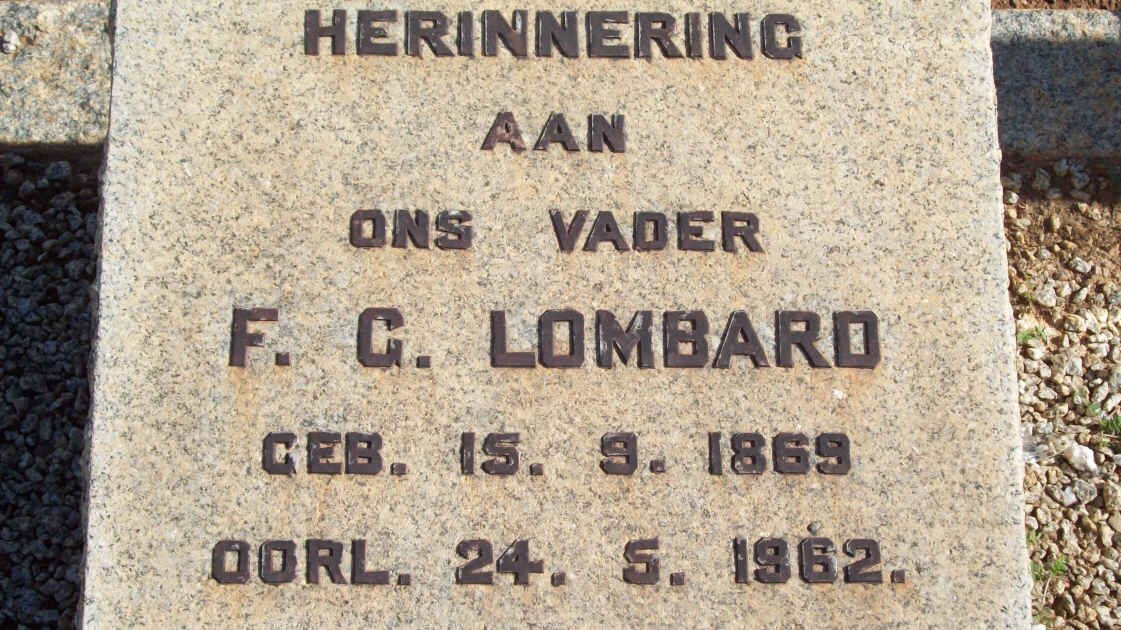 HERINNERING
AAN
ONS VADER
F. G. LOMBARD
GEB. 15. 9. 1869
OORL. 24. 5. 1962.